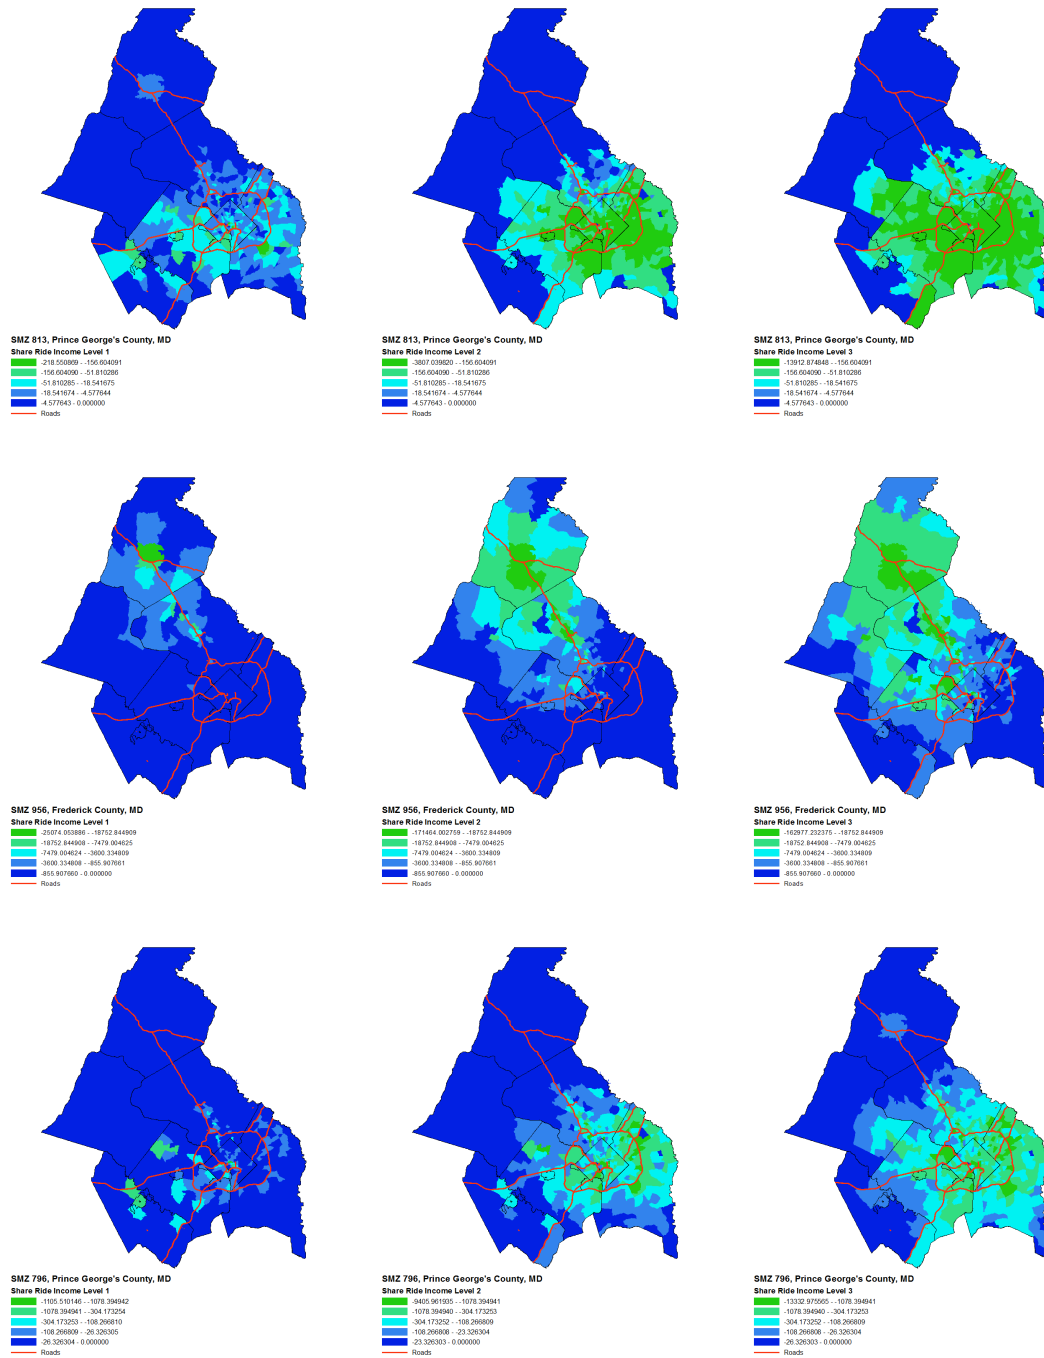 SMZ 813, Prince George's County, MD
Share Ride Income Level 1
-218.550869 - -156.604091
-156.604090 - -51.810286
-51.810285 - -18.541675
-18.541674 - -4.577644
-4.577643 - 0.000000
Roads
SMZ 813, Prince George's County, MD
Share Ride Income Level 2
-3807.039820 - -156.604091
-156.604090 - -51.810286
-51.810285 - -18.541675
-18.541674 - -4.577644
-4.577643 - 0.000000
Roads
SMZ 813, Prince George's County, MD
Share Ride Income Level 3
-13912.874848 - -156.604091
-156.604090 - -51.810286
-51.810285 - -18.541675
-18.541674 - -4.577644
-4.577643 - 0.000000
Roads
SMZ 956, Frederick County, MD
Share Ride Income Level 1
-25074.053886 - -18752.844909
-18752.844908 - -7479.004625
-7479.004624 - -3600.334809
-3600.334808 - -855.907661
-855.907660 - 0.000000
Roads
SMZ 956, Frederick County, MD
Share Ride Income Level 2
-171464.002759 - -18752.844909
-18752.844908 - -7479.004625
-7479.004624 - -3600.334809
-3600.334808 - -855.907661
-855.907660 - 0.000000
Roads
SMZ 956, Frederick County, MD
Share Ride Income Level 3
-162977.232375 - -18752.844909
-18752.844908 - -7479.004625
-7479.004624 - -3600.334809
-3600.334808 - -855.907661
-855.907660 - 0.000000
Roads
SMZ 796, Prince George's County, MD
Share Ride Income Level 1
-1105.510146 - -1078.394942
-1078.394941 - -304.173254
-304.173253 - -108.266810
-108.266809 - -26.326305
-26.326304 - 0.000000
Roads
SMZ 796, Prince George's County, MD
Share Ride Income Level 2
-9405.961935 - -1078.394941
-1078.394940 - -304.173253
-304.173252 - -108.266809
-108.266808 - -23.326304
-23.326303 - 0.000000
Roads
SMZ 796, Prince George's County, MD
Share Ride Income Level 3
-13332.975565 - -1078.394941
-1078.394940 - -304.173253
-304.173252 - -108.266809
-108.266808 - -26.326304
-26.326303 - 0.000000
Roads